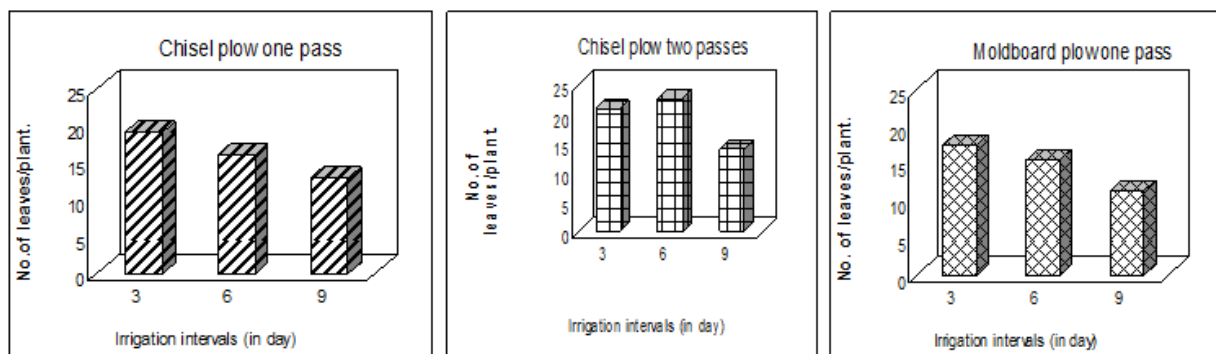 Chisel plow one pass
25
20
15
10
5
0
No.of leaves/plant.
3 6 9
Irrigation intervals (in day)
Chisel plow two passes
25
20
15
10
5
0
No.of
leaves/plant.
3 6 9
Irrigation intervals (in day)
Moldboard plowone pass
25
20
15
10
5
0
No. of leaves/plant.
3 6 9
Irrigation intervals (in day)